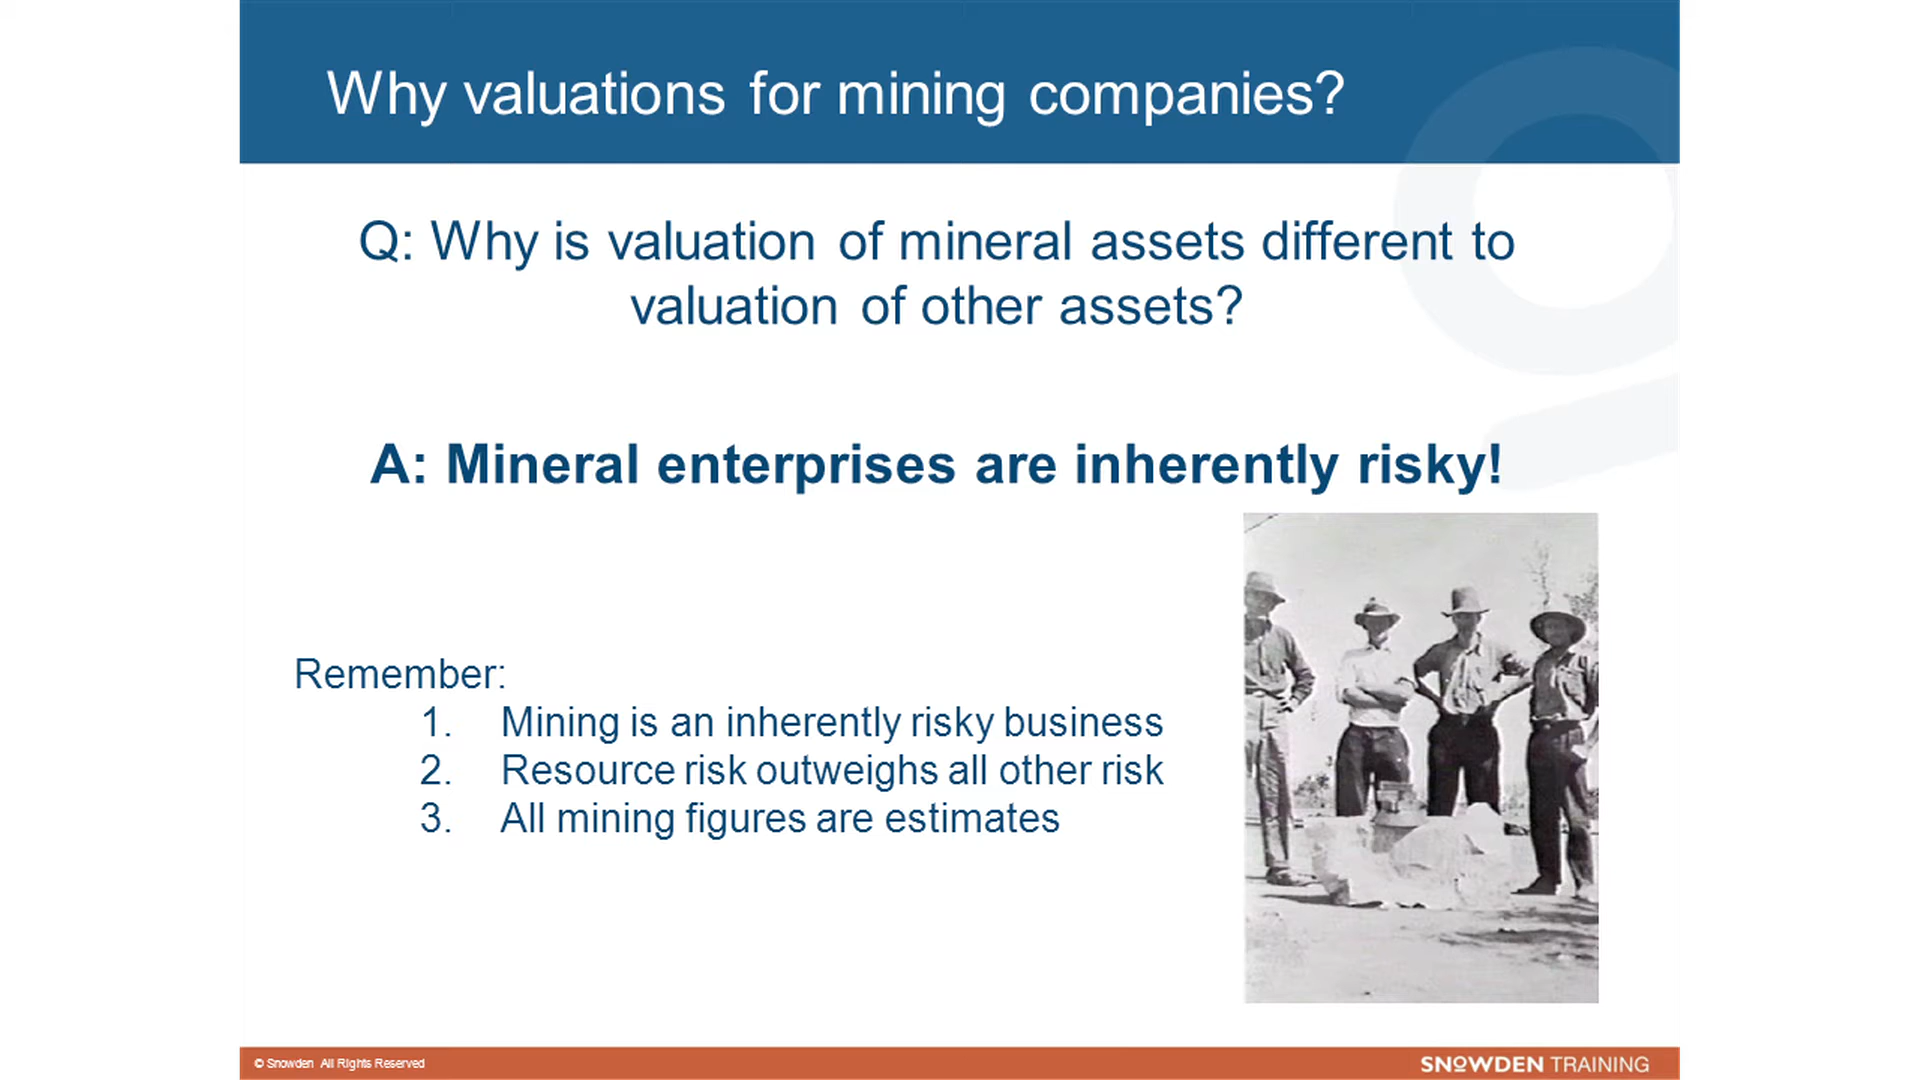 Why valuations for mining companies?
Q: Why is valuation of mineral assets different to
valuation of other assets?
A: Mineral enterprises are inherently risky!
Remember:
1. Mining is an inherently risky business
2. Resource risk outweighs all other risk
3. All mining figures are estimates
© Snowden All Rights Reserved
SNOWDEN TRAINING